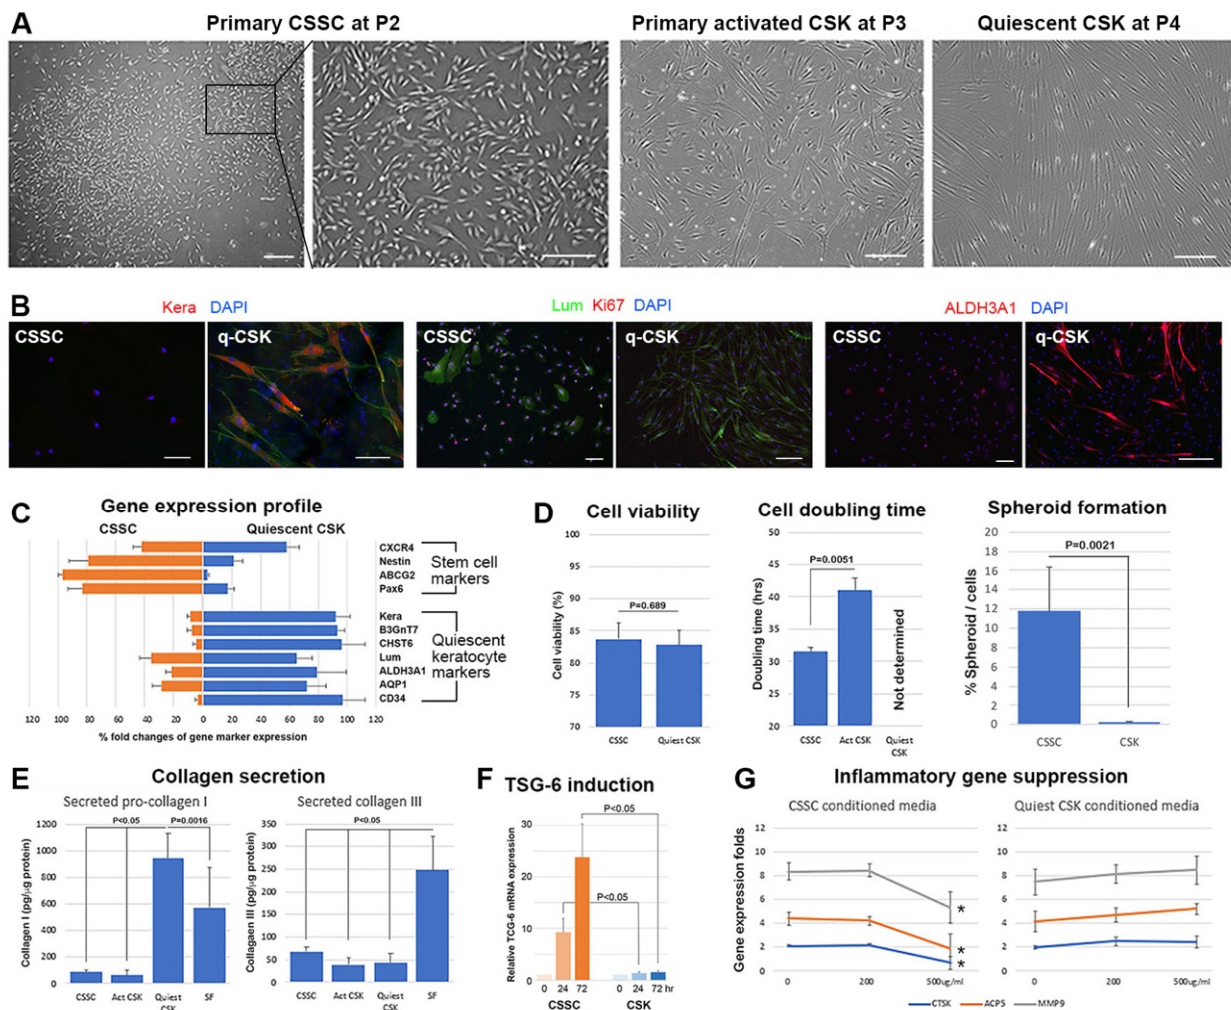 A
Primary CSSC at P2
Primary activated CSK at P3
Quiescent CSK at P4
B
Kera DAPI
Lum Ki67 DAPI
ALDH3A1 DAPI
CSSC
q-CSK
CSSC
q-CSK
CSSC
q-CSK
C
Gene expression profile
CSSC
Quiescent CSK
CXCR4
Nestin
ABCG2
Pax6
Stem cell
markers
Kera
B3GnT7
CHST6
Lum
ALDH3A1
AQP1
CD34
Quiescent
keratocyte
markers
120 100 80 60 40 20 0 20 40 60 80 100 120
% fold changes of gene marker expression
D
Cell viability
Cell viability (%)
100
95
90
85
80
75
70
P=0.689
CSSC
Quiest CSK
Cell doubling time
Doubling time (hrs)
50
45
40
35
30
25
20
P=0.0051
Not determined
CSSC
Act CSK
Quiest
CSK
Spheroid formation
% Spheroid / cells
20
18
16
14
12
10
8
6
4
2
0
P=0.0021
CSSC
CSK
E
Collagen secretion
Secreted pro-collagen I
Collagen I (pg/µg protein)
1200
1000
800
600
400
200
0
P<0.05
P=0.0016
CSSC
Act CSK
Quiest
CSK
SF
Secreted collagen III
Collagen III (pg/µg protein)
350
300
250
200
150
100
50
0
P<0.05
CSSC
Act CSK
Quiest
CSK
SF
F
TSG-6 induction
Relative TCG-6 mRNA expression
30
25
20
15
10
5
0
P<0.05
P<0.05
0 24 72
0 24 72 hr
CSSC
CSK
G
Inflammatory gene suppression
CSSC conditioned media
Quiest CSK conditioned media
Gene expression folds
12
10
8
6
4
2
0
*
*
*
0
200
500ug/ml
12
10
8
6
4
2
0
0
200
500ug/ml
CTSK
ACP5
MMP9